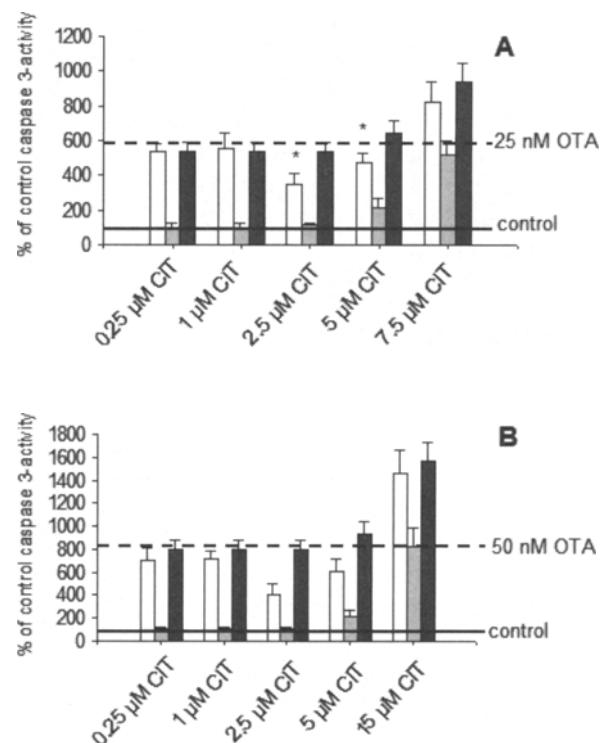 A
% of control caspase 3-activity
1200
1000
800
600
400
200
0
*
*
25 nM OTA
control
0.25 µM CIT
1 µM CIT
2.5 µM CIT
5 µM CIT
7.5 µM CIT
B
% of control caspase 3-activity
1800
1600
1400
1200
1000
800
600
400
200
0
50 nM OTA
control
0.25 µM CIT
1 µM CIT
2.5 µM CIT
5 µM CIT
15 µM CIT